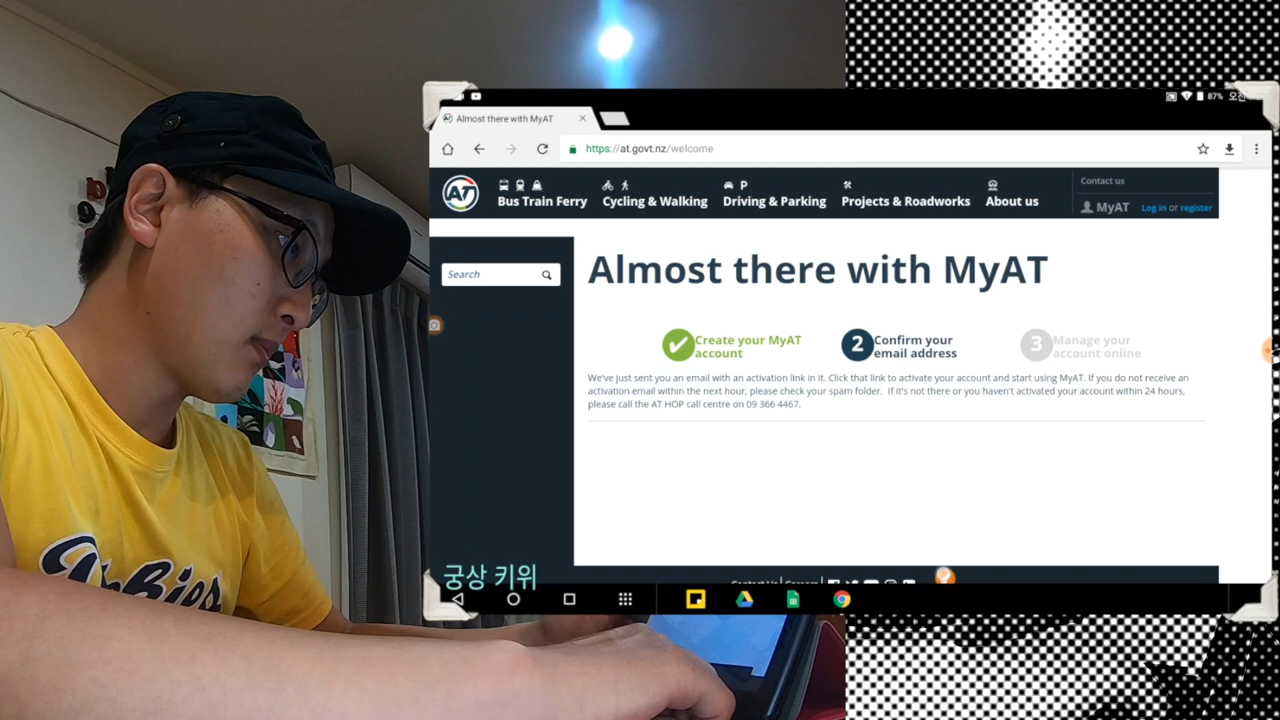 87%
Almost there with MyAT
https://at.govt.nz/welcome
AT
Bus Train Ferry
Cycling & Walking
P
Driving & Parking
Projects & Roadworks
About us
Contact us
MyAT
Log in or register
Search
Almost there with MyAT
Create your MyAT
account
2
Confirm your
email address
3
Manage your
account online
We've just sent you an email with an activation link in it. Click that link to activate your account and start using MyAT. If you do not receive an
activation email within the next hour, please check your spam folder. If it's not there or you haven't activated your account within 24 hours,
please call the AT HOP call centre on 09 366 4467.
궁상 키위
Contact Us | Careers |